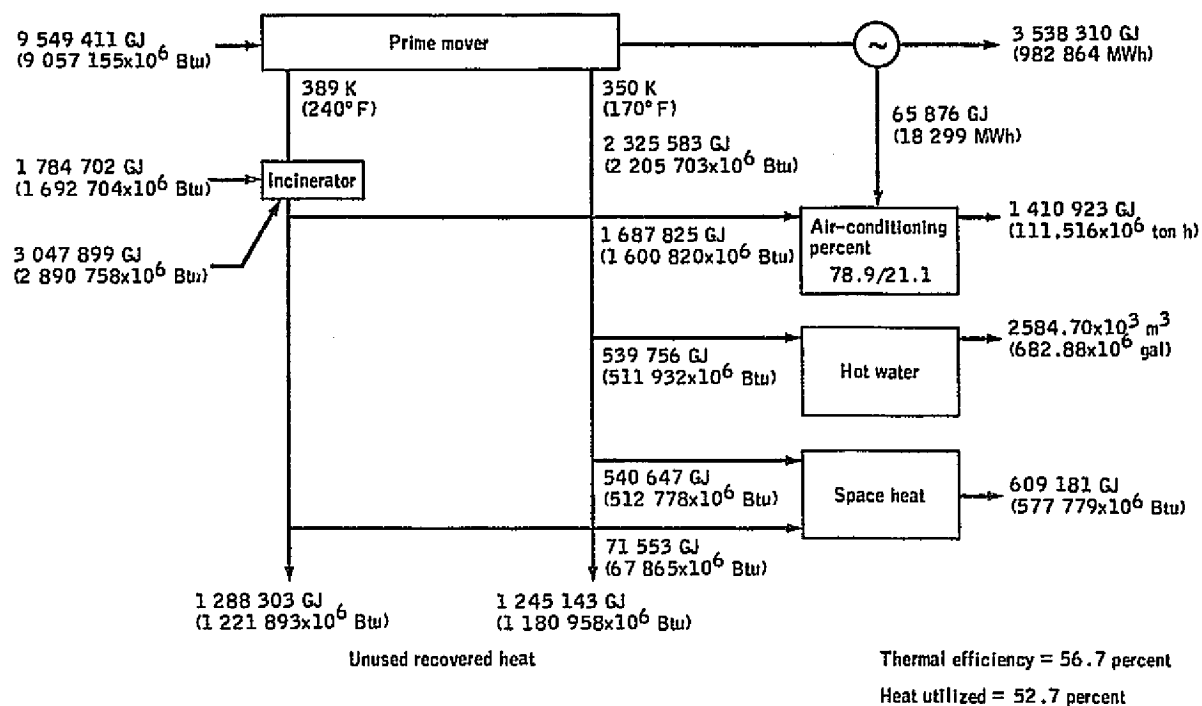 9 549 411 GJ
(9 057 155x10⁶ Btu)
Prime mover
~
3 538 310 GJ
(982 864 MWh)
389 K
(240° F)
350 K
(170° F)
65 876 GJ
(18 299 MWh)
2 325 583 GJ
(2 205 703x10⁶ Btu)
1 784 702 GJ
(1 692 704x10⁶ Btu)
Incinerator
3 047 899 GJ
(2 890 758x10⁶ Btu)
1 687 825 GJ
(1 600 820x10⁶ Btu)
Air-conditioning
percent
78.9/21.1
1 410 923 GJ
(111.516x10⁶ ton h)
539 756 GJ
(511 932x10⁶ Btu)
Hot water
2584.70x10³ m³
(682.88x10⁶ gal)
540 647 GJ
(512 778x10⁶ Btu)
Space heat
609 181 GJ
(577 779x10⁶ Btu)
71 553 GJ
(67 865x10⁶ Btu)
1 288 303 GJ
(1 221 893x10⁶ Btu)
1 245 143 GJ
(1 180 958x10⁶ Btu)
Unused recovered heat
Thermal efficiency = 56.7 percent
Heat utilized = 52.7 percent